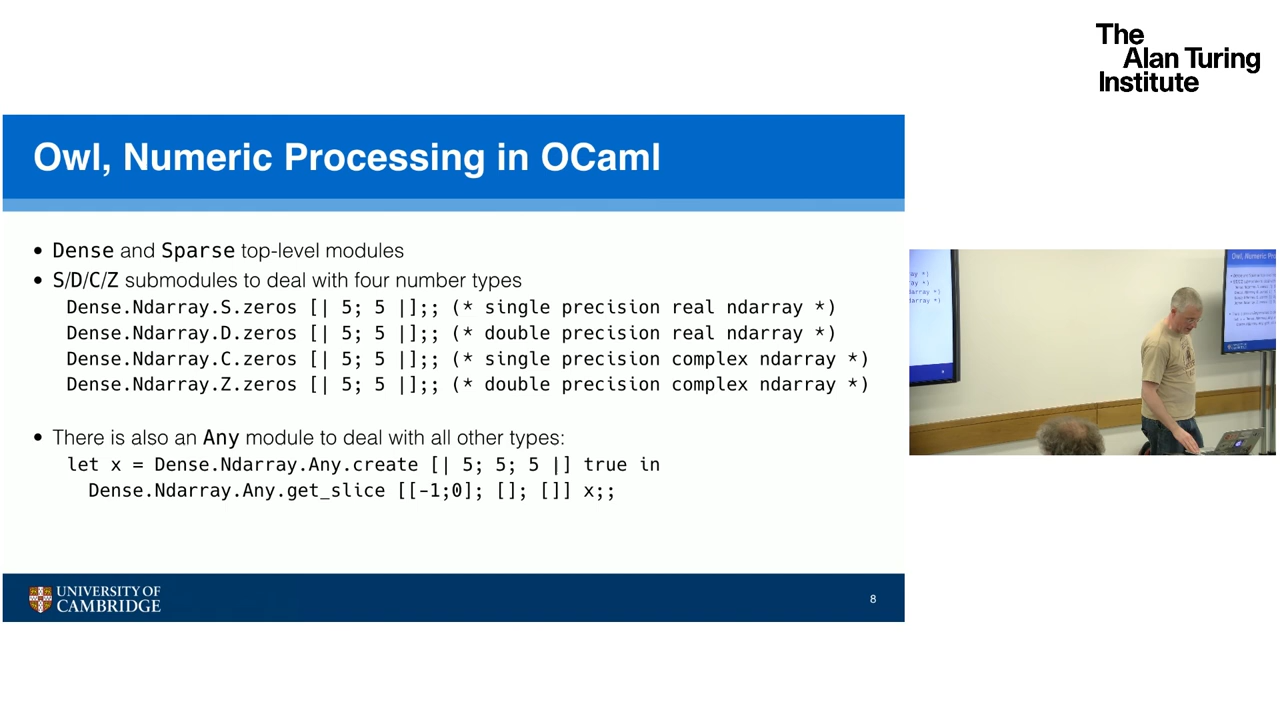 The
Alan Turing
Institute
Owl, Numeric Processing in OCaml
• Dense and Sparse top-level modules
• S/D/C/Z submodules to deal with four number types
Dense.Ndarray.S.zeros [| 5; 5 |];; (* single precision real ndarray *)
Dense.Ndarray.D.zeros [| 5; 5 |];; (* double precision real ndarray *)
Dense.Ndarray.C.zeros [| 5; 5 |];; (* single precision complex ndarray *)
Dense.Ndarray.Z.zeros [| 5; 5 |];; (* double precision complex ndarray *)
• There is also an Any module to deal with all other types:
let x = Dense.Ndarray.Any.create [| 5; 5; 5 |] true in
Dense.Ndarray.Any.get_slice [[-1;0]; []; []] x;;
UNIVERSITY OF
CAMBRIDGE
8